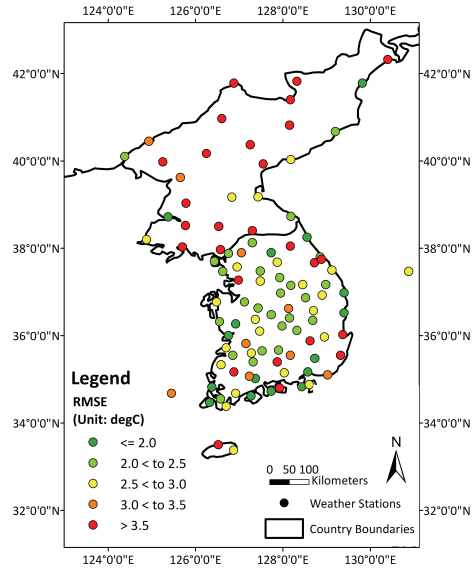 124°0'0"E 126°0'0"E 128°0'0"E 130°0'0"E
42°0'0"N 42°0'0"N
40°0'0"N 40°0'0"N
38°0'0"N 38°0'0"N
36°0'0"N 36°0'0"N
34°0'0"N 34°0'0"N
32°0'0"N 32°0'0"N
Legend
RMSE
(Unit: degC)
<= 2.0
2.0 < to 2.5
2.5 < to 3.0
3.0 < to 3.5
> 3.5
N
0 50 100
Kilometers
Weather Stations
Country Boundaries
124°0'0"E 126°0'0"E 128°0'0"E 130°0'0"E